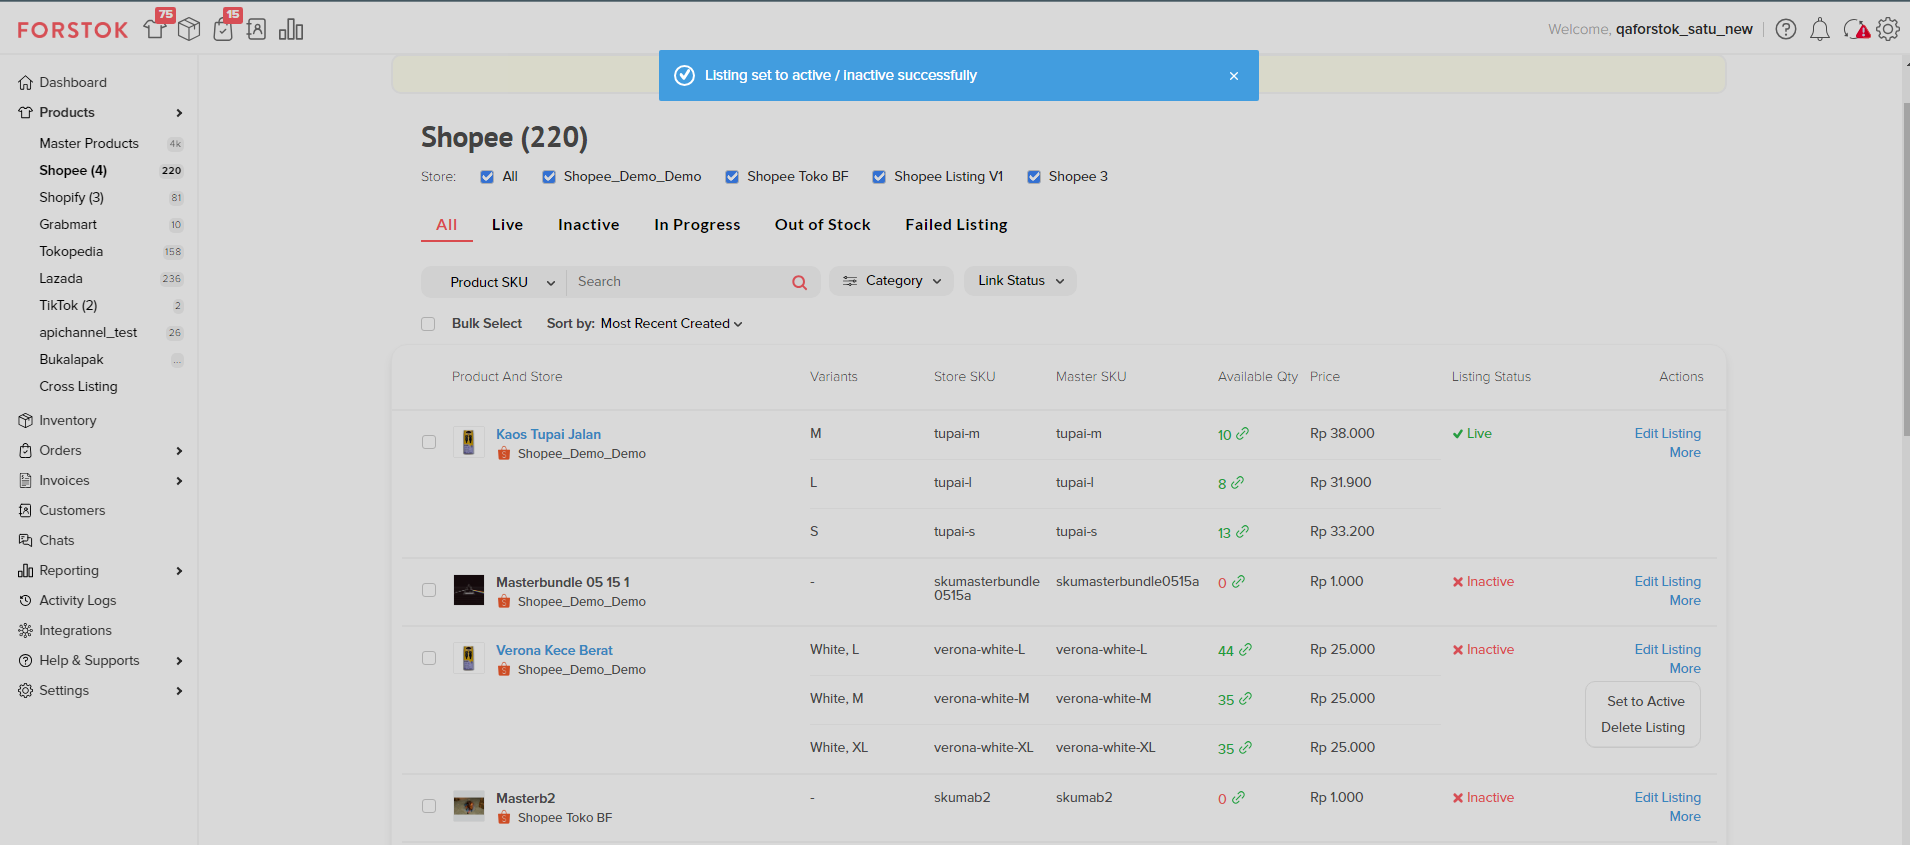 FORSTOK
75
15
Welcome, qaforstok_satu_new
Listing set to active / inactive successfully
Dashboard
Products
Master Products 4k
Shopee (4) 220
Shopify (3) 81
Grabmart 10
Tokopedia 158
Lazada 236
TikTok (2) 2
apichannel_test 26
Bukalapak ...
Cross Listing
Inventory
Orders
Invoices
Customers
Chats
Reporting
Activity Logs
Integrations
Help & Supports
Settings
Shopee (220)
Store: All Shopee_Demo_Demo Shopee Toko BF Shopee Listing V1 Shopee 3
All Live Inactive In Progress Out of Stock Failed Listing
Product SKU Search Category Link Status
Bulk Select Sort by: Most Recent Created
Product And Store Variants Store SKU Master SKU Available Qty Price Listing Status Actions
Kaos Tupai Jalan M tupai-m tupai-m 10 Rp 38.000 Live Edit Listing
Shopee_Demo_Demo More
L tupai-l tupai-l 8 Rp 31.900
S tupai-s tupai-s 13 Rp 33.200
Masterbundle 05 15 1 - skumasterbundle skumasterbundle0515a 0 Rp 1.000 Inactive Edit Listing
Shopee_Demo_Demo 0515a More
Verona Kece Berat White, L verona-white-L verona-white-L 44 Rp 25.000 Inactive Edit Listing
Shopee_Demo_Demo More
White, M verona-white-M verona-white-M 35 Rp 25.000 Set to Active
Delete Listing
White, XL verona-white-XL verona-white-XL 35 Rp 25.000
Masterb2 - skumab2 skumab2 0 Rp 1.000 Inactive Edit Listing
Shopee Toko BF More